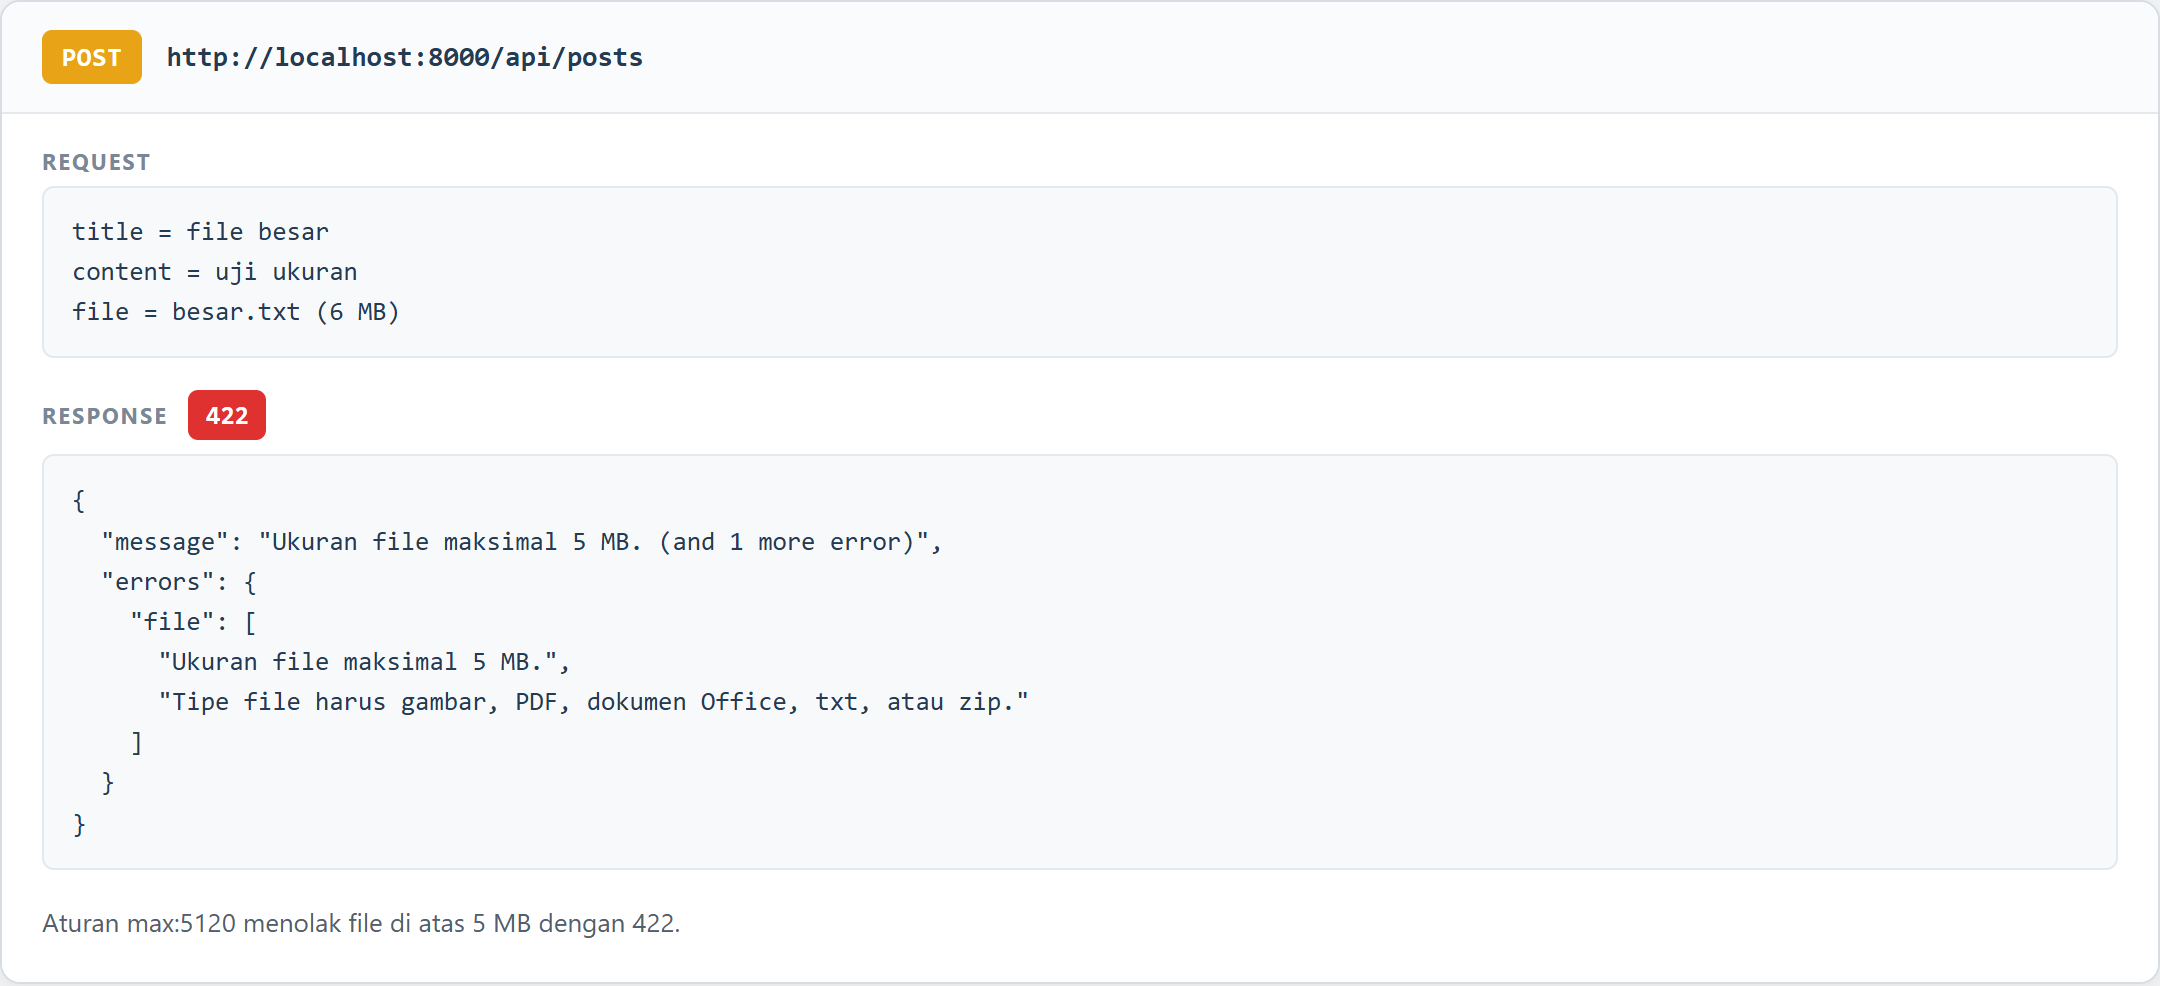 POST http://localhost:8000/api/posts
REQUEST
title = file besar
content = uji ukuran
file = besar.txt (6 MB)
RESPONSE 422
{
  "message": "Ukuran file maksimal 5 MB. (and 1 more error)",
  "errors": {
    "file": [
      "Ukuran file maksimal 5 MB.",
      "Tipe file harus gambar, PDF, dokumen Office, txt, atau zip."
    ]
  }
}
Aturan max:5120 menolak file di atas 5 MB dengan 422.